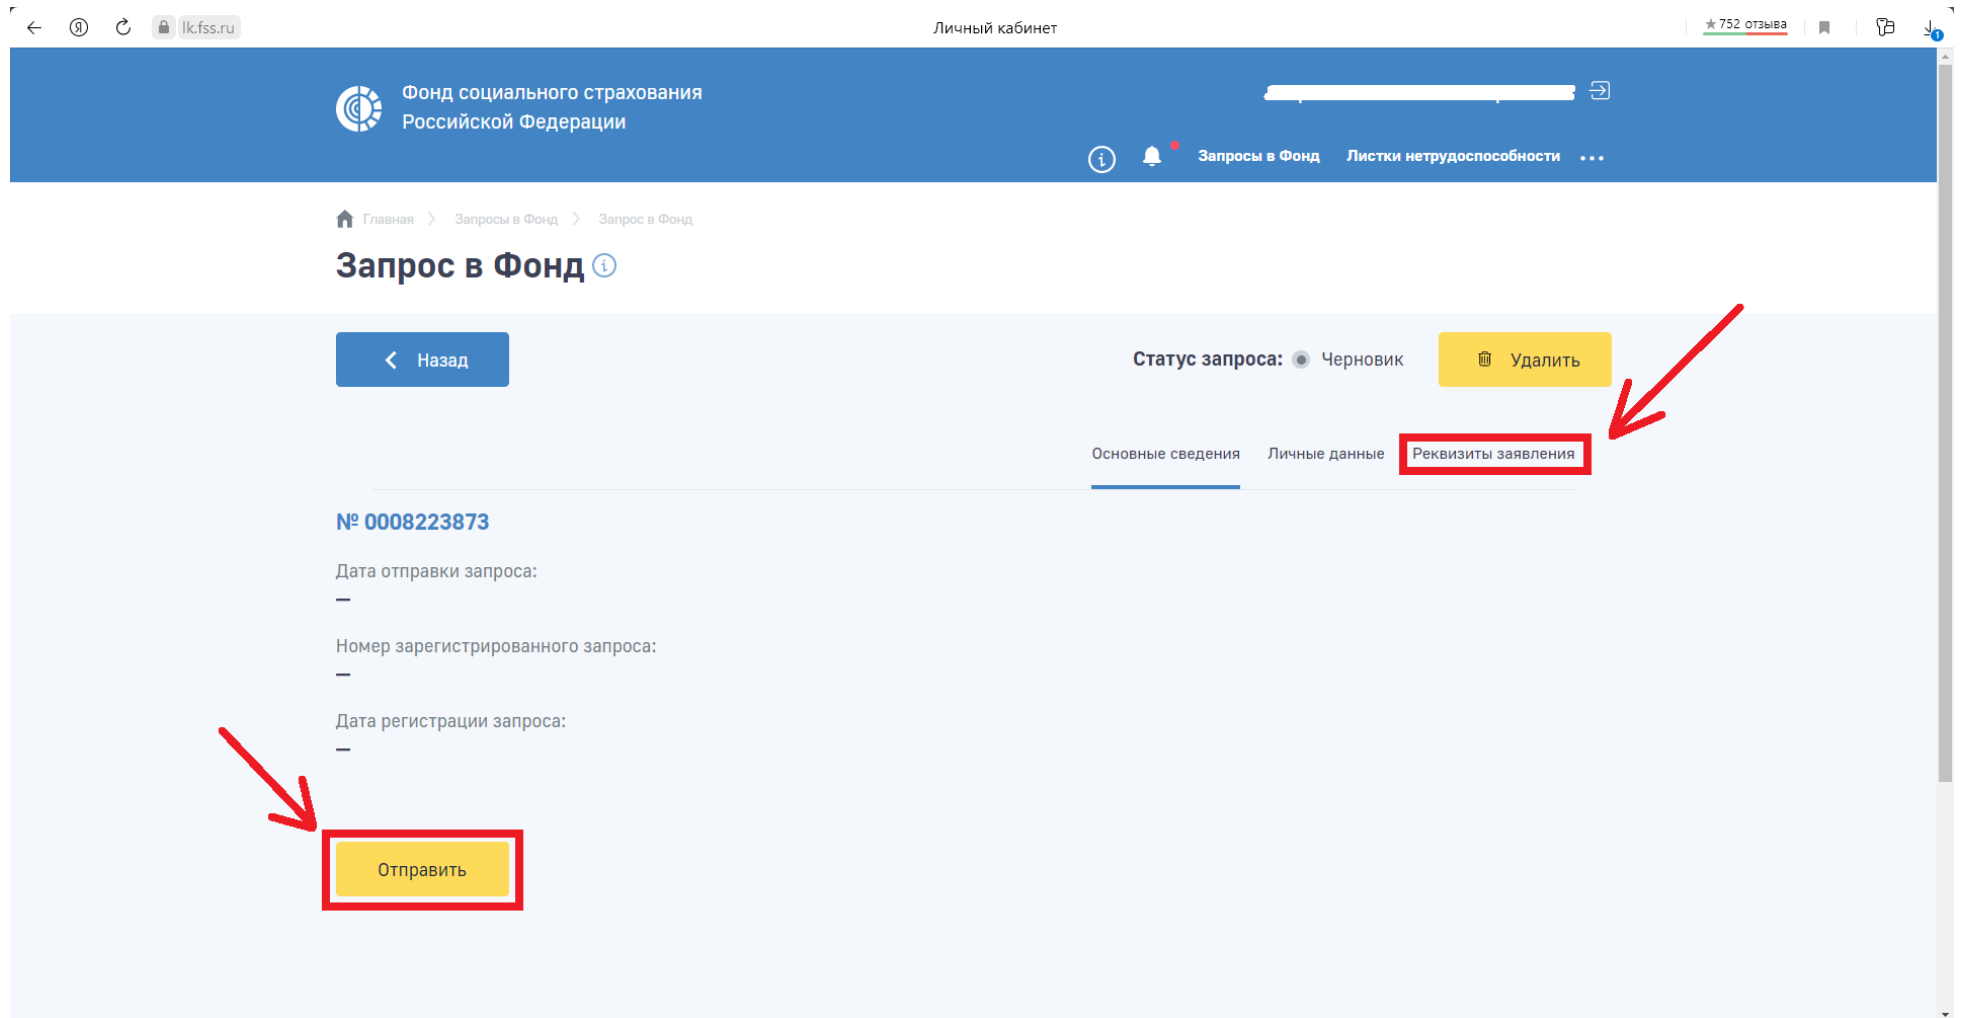 lk.fss.ru
Личный кабинет
★752 отзыва
1
Фонд социального страхования
Российской Федерации
Запросы в Фонд Листки нетрудоспособности ...
Главная > Запросы в Фонд > Запрос в Фонд
Запрос в Фонд
Назад
Статус запроса: Черновик
Удалить
Основные сведения Личные данные Реквизиты заявления
№ 0008223873
Дата отправки запроса:
—
Номер зарегистрированного запроса:
—
Дата регистрации запроса:
—
Отправить